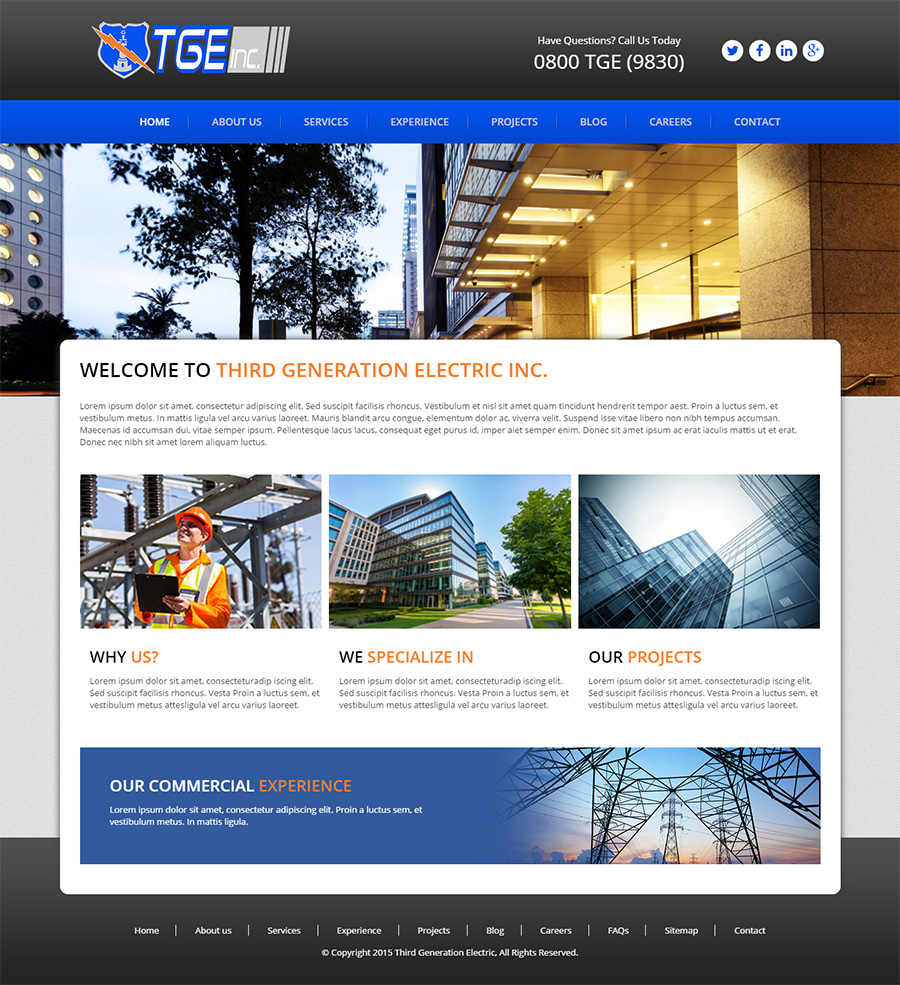 TGE inc.
Have Questions? Call Us Today
0800 TGE (9830)
HOME ABOUT US SERVICES EXPERIENCE PROJECTS BLOG CAREERS CONTACT
WELCOME TO THIRD GENERATION ELECTRIC INC.
Lorem ipsum dolor sit amet, consectetur adipiscing elit. Sed suscipit facilisis rhoncus. Vestibulum et nisl sit amet quam tincidunt hendrerit tempor aest. Proin a luctus sem, et
vestibulum metus. In mattis ligula vel arcu varius laoreet. Mauris blandit arcu congue, elementum dolor ac, viverra velit. Suspend isse vitae libero non nibh tempus accumsan.
Maecenas id accumsan dui, vitae semper ipsum. Pellentesque lacus lacus, consequat eget purus id, imper aiet semper enim. Donec sit amet ipsum ac erat iaculis mattis ut et erat.
Donec nec nibh sit amet lorem aliquam luctus.
WHY US?
Lorem ipsum dolor sit amet, consecteturadip iscing elit.
Sed suscipit facilisis rhoncus. Vesta Proin a luctus sem, et
vestibulum metus attesligula vel arcu varius laoreet.
WE SPECIALIZE IN
Lorem ipsum dolor sit amet, consecteturadip iscing elit.
Sed suscipit facilisis rhoncus. Vesta Proin a luctus sem, et
vestibulum metus attesligula vel arcu varius laoreet.
OUR PROJECTS
Lorem ipsum dolor sit amet, consecteturadip iscing elit.
Sed suscipit facilisis rhoncus. Vesta Proin a luctus sem, et
vestibulum metus attesligula vel arcu varius laoreet.
OUR COMMERCIAL EXPERIENCE
Lorem ipsum dolor sit amet, consectetur adipiscing elit. Proin a luctus sem, et
vestibulum metus. In mattis ligula.
Home | About us | Services | Experience | Projects | Blog | Careers | FAQs | Sitemap | Contact
© Copyright 2015 Third Generation Electric, All Rights Reserved.